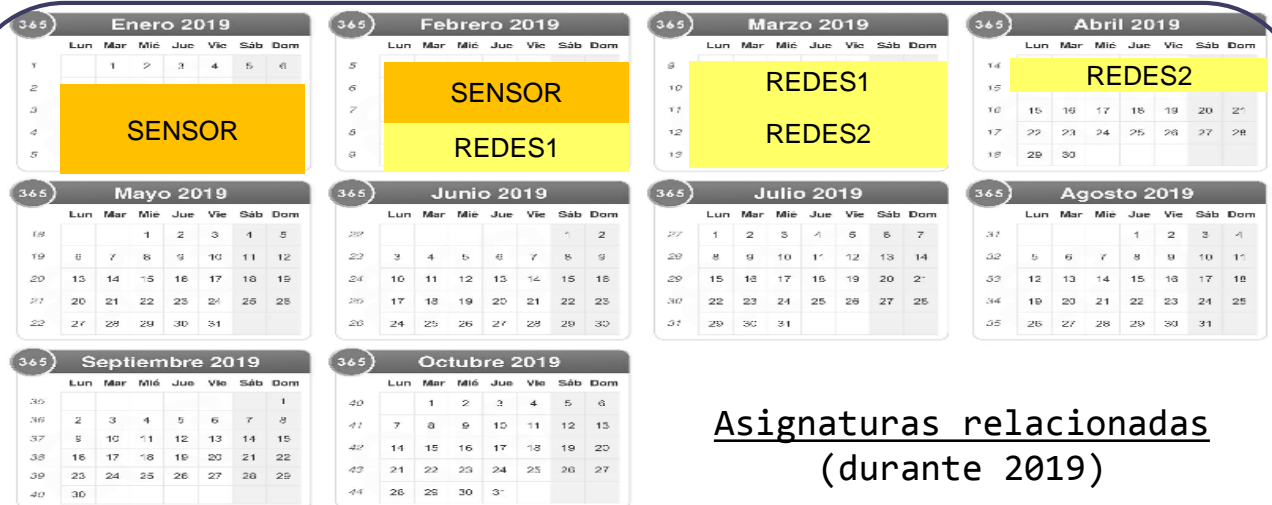 365 Enero 2019
Lun Mar Mié Jue Vie Sáb Dom
1 1 2 3 4 5 6
2
3
4
5
SENSOR
365 Febrero 2019
Lun Mar Mié Jue Vie Sáb Dom
5
6
7
8
9
SENSOR
REDES1
365 Marzo 2019
Lun Mar Mié Jue Vie Sáb Dom
9
10
11
12
13
REDES1
REDES2
365 Abril 2019
Lun Mar Mié Jue Vie Sáb Dom
14
15
REDES2
16 15 16 17 18 19 20 21
17 22 23 24 25 26 27 28
18 29 30
365 Mayo 2019
Lun Mar Mié Jue Vie Sáb Dom
18 1 2 3 4 5
19 6 7 8 9 10 11 12
20 13 14 15 16 17 18 19
21 20 21 22 23 24 25 26
22 27 28 29 30 31
365 Junio 2019
Lun Mar Mié Jue Vie Sáb Dom
22 1 2
23 3 4 5 6 7 8 9
24 10 11 12 13 14 15 16
25 17 18 19 20 21 22 23
26 24 25 26 27 28 29 30
365 Julio 2019
Lun Mar Mié Jue Vie Sáb Dom
27 1 2 3 4 5 6 7
28 8 9 10 11 12 13 14
29 15 16 17 18 19 20 21
30 22 23 24 25 26 27 28
31 29 30 31
365 Agosto 2019
Lun Mar Mié Jue Vie Sáb Dom
31 1 2 3 4
32 5 6 7 8 9 10 11
33 12 13 14 15 16 17 18
34 19 20 21 22 23 24 25
35 26 27 28 29 30 31
365 Septiembre 2019
Lun Mar Mié Jue Vie Sáb Dom
35 1
36 2 3 4 5 6 7 8
37 9 10 11 12 13 14 15
38 16 17 18 19 20 21 22
39 23 24 25 26 27 28 29
40 30
365 Octubre 2019
Lun Mar Mié Jue Vie Sáb Dom
40 1 2 3 4 5 6
41 7 8 9 10 11 12 13
42 14 15 16 17 18 19 20
43 21 22 23 24 25 26 27
44 28 29 30 31
Asignaturas relacionadas
(durante 2019)